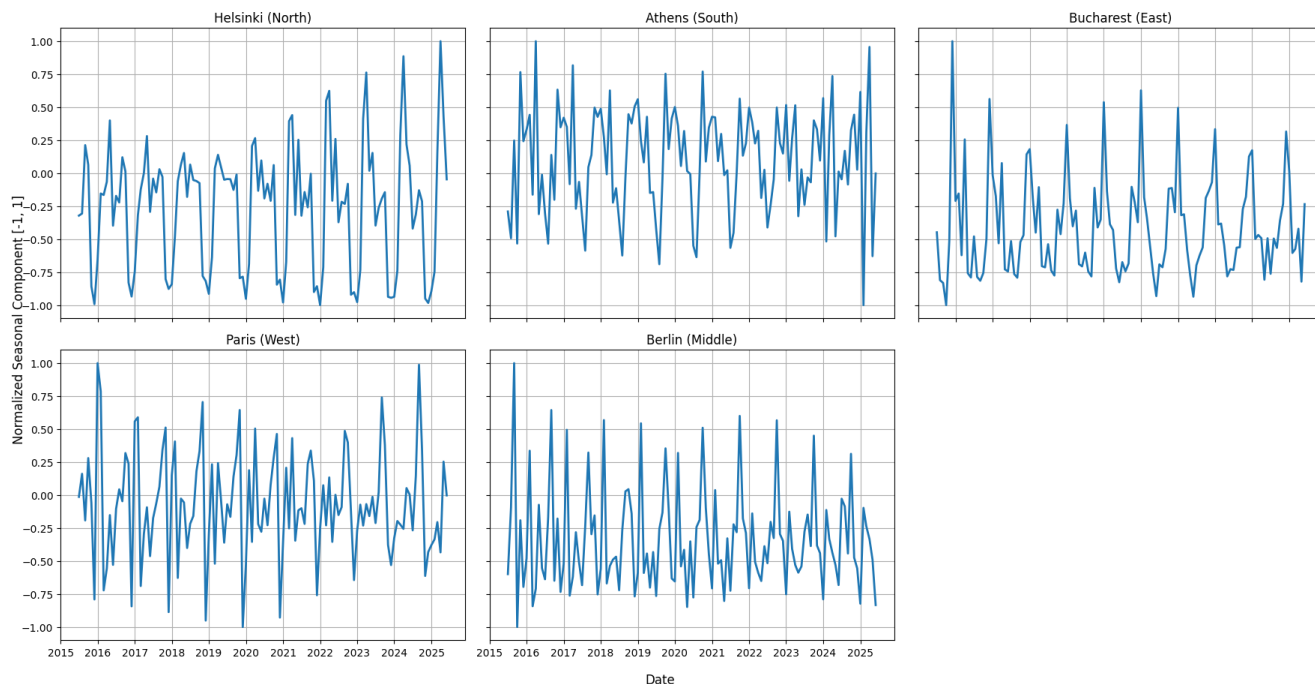 Helsinki (North)
Athens (South)
Bucharest (East)
1.00
0.75
0.50
0.25
0.00
−0.25
−0.50
−0.75
−1.00
Normalized Seasonal Component [-1, 1]
Paris (West)
Berlin (Middle)
1.00
0.75
0.50
0.25
0.00
−0.25
−0.50
−0.75
−1.00
2015 2016 2017 2018 2019 2020 2021 2022 2023 2024 2025
2015 2016 2017 2018 2019 2020 2021 2022 2023 2024 2025
Date